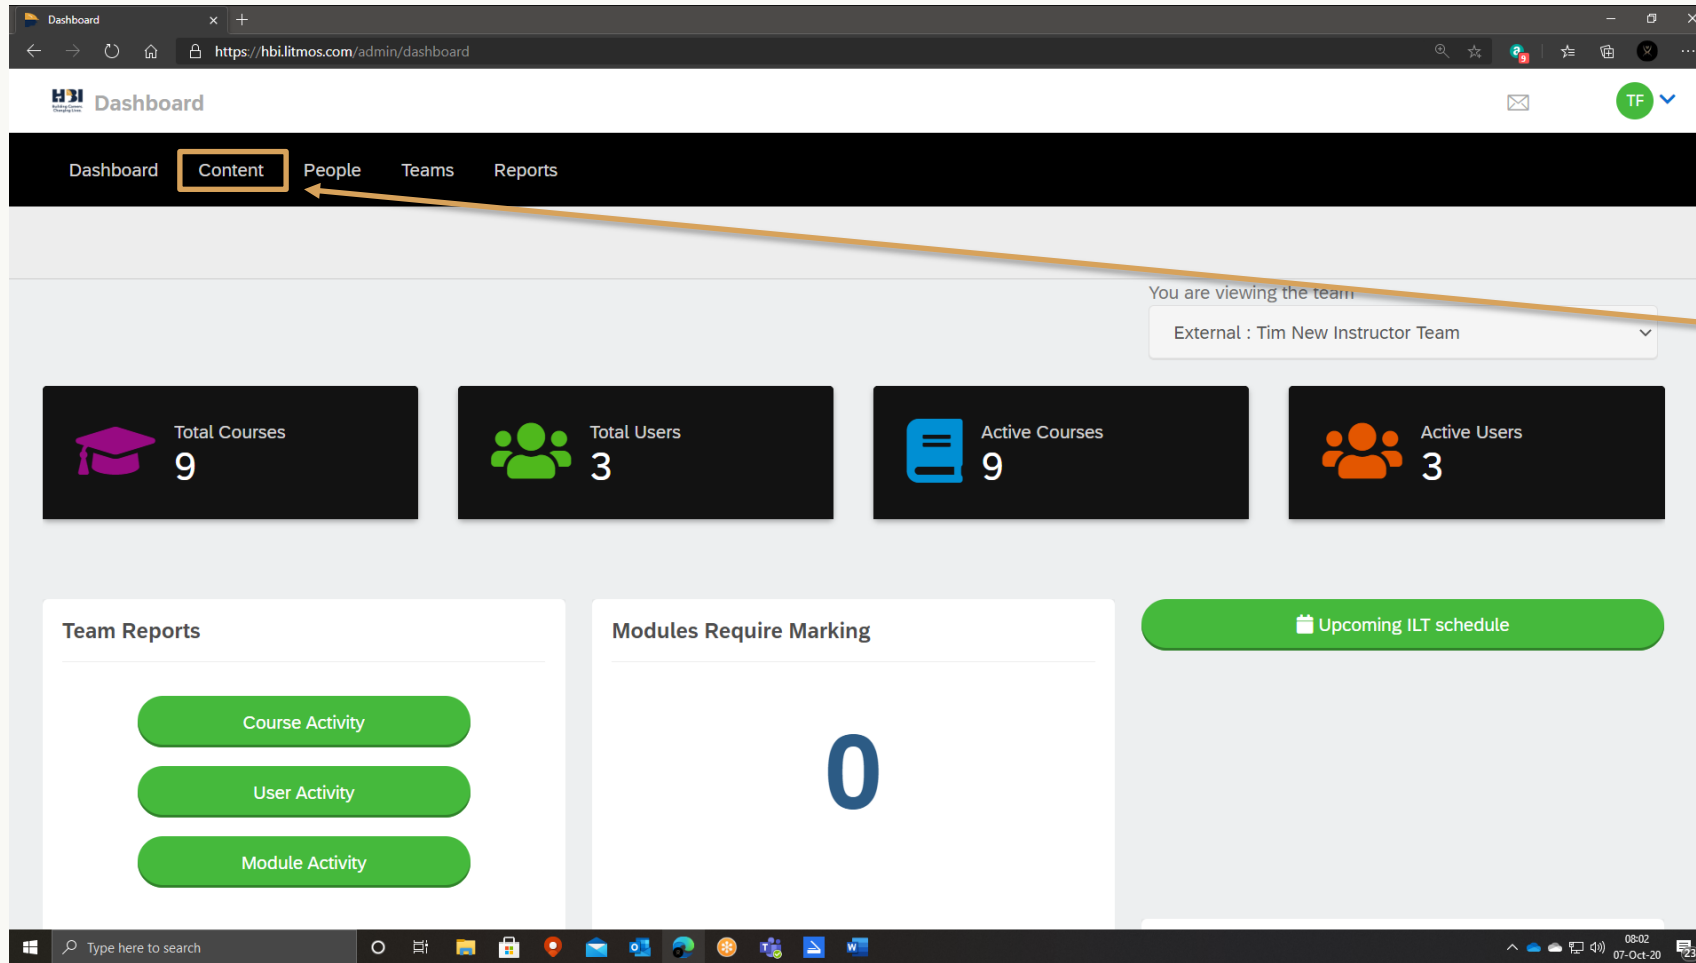 Dashboard
https://hbi.litmos.com/admin/dashboard
9
HBI Dashboard
TF
Dashboard Content People Teams Reports
You are viewing the team
External : Tim New Instructor Team
Total Courses
9
Total Users
3
Active Courses
9
Active Users
3
Team Reports
Modules Require Marking
Upcoming ILT schedule
Course Activity
User Activity
Module Activity
0
Type here to search
08:02
07-Oct-20
23